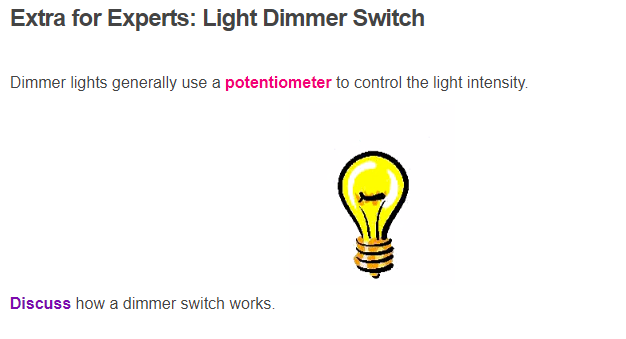 Extra for Experts: Light Dimmer Switch
Dimmer lights generally use a potentiometer to control the light intensity.
Discuss how a dimmer switch works.